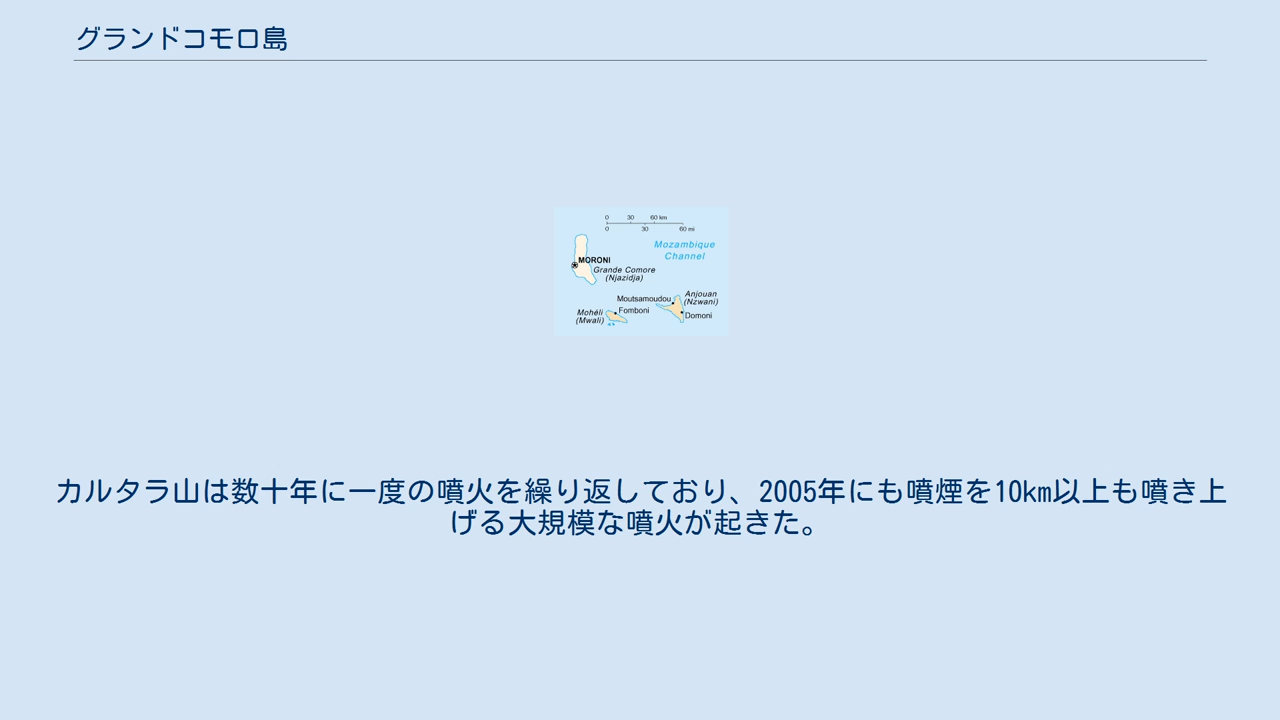 グランドコモロ島
0 30 60 km
0 30 60 mi
Mozambique
Channel
MORONI
Grande Comore
(Njazidja)
Anjouan
(Nzwani)
Moutsamoudou
Domoni
Mohéli
(Mwali)
Fomboni
カルタラ山は数十年に一度の噴火を繰り返しており、2005年にも噴煙を10km以上も噴き上
げる大規模な噴火が起きた。